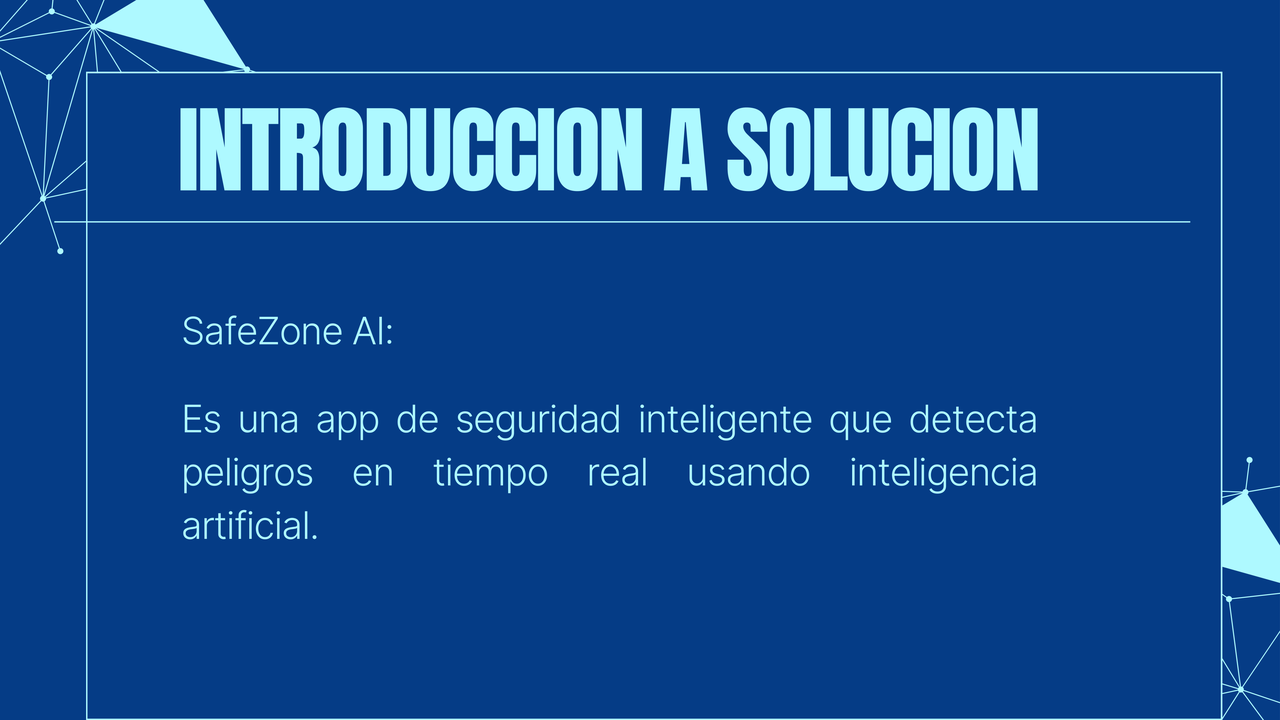 INTRODUCCION A SOLUCION
SafeZone AI:
Es una app de seguridad inteligente que detecta
peligros en tiempo real usando inteligencia
artificial.